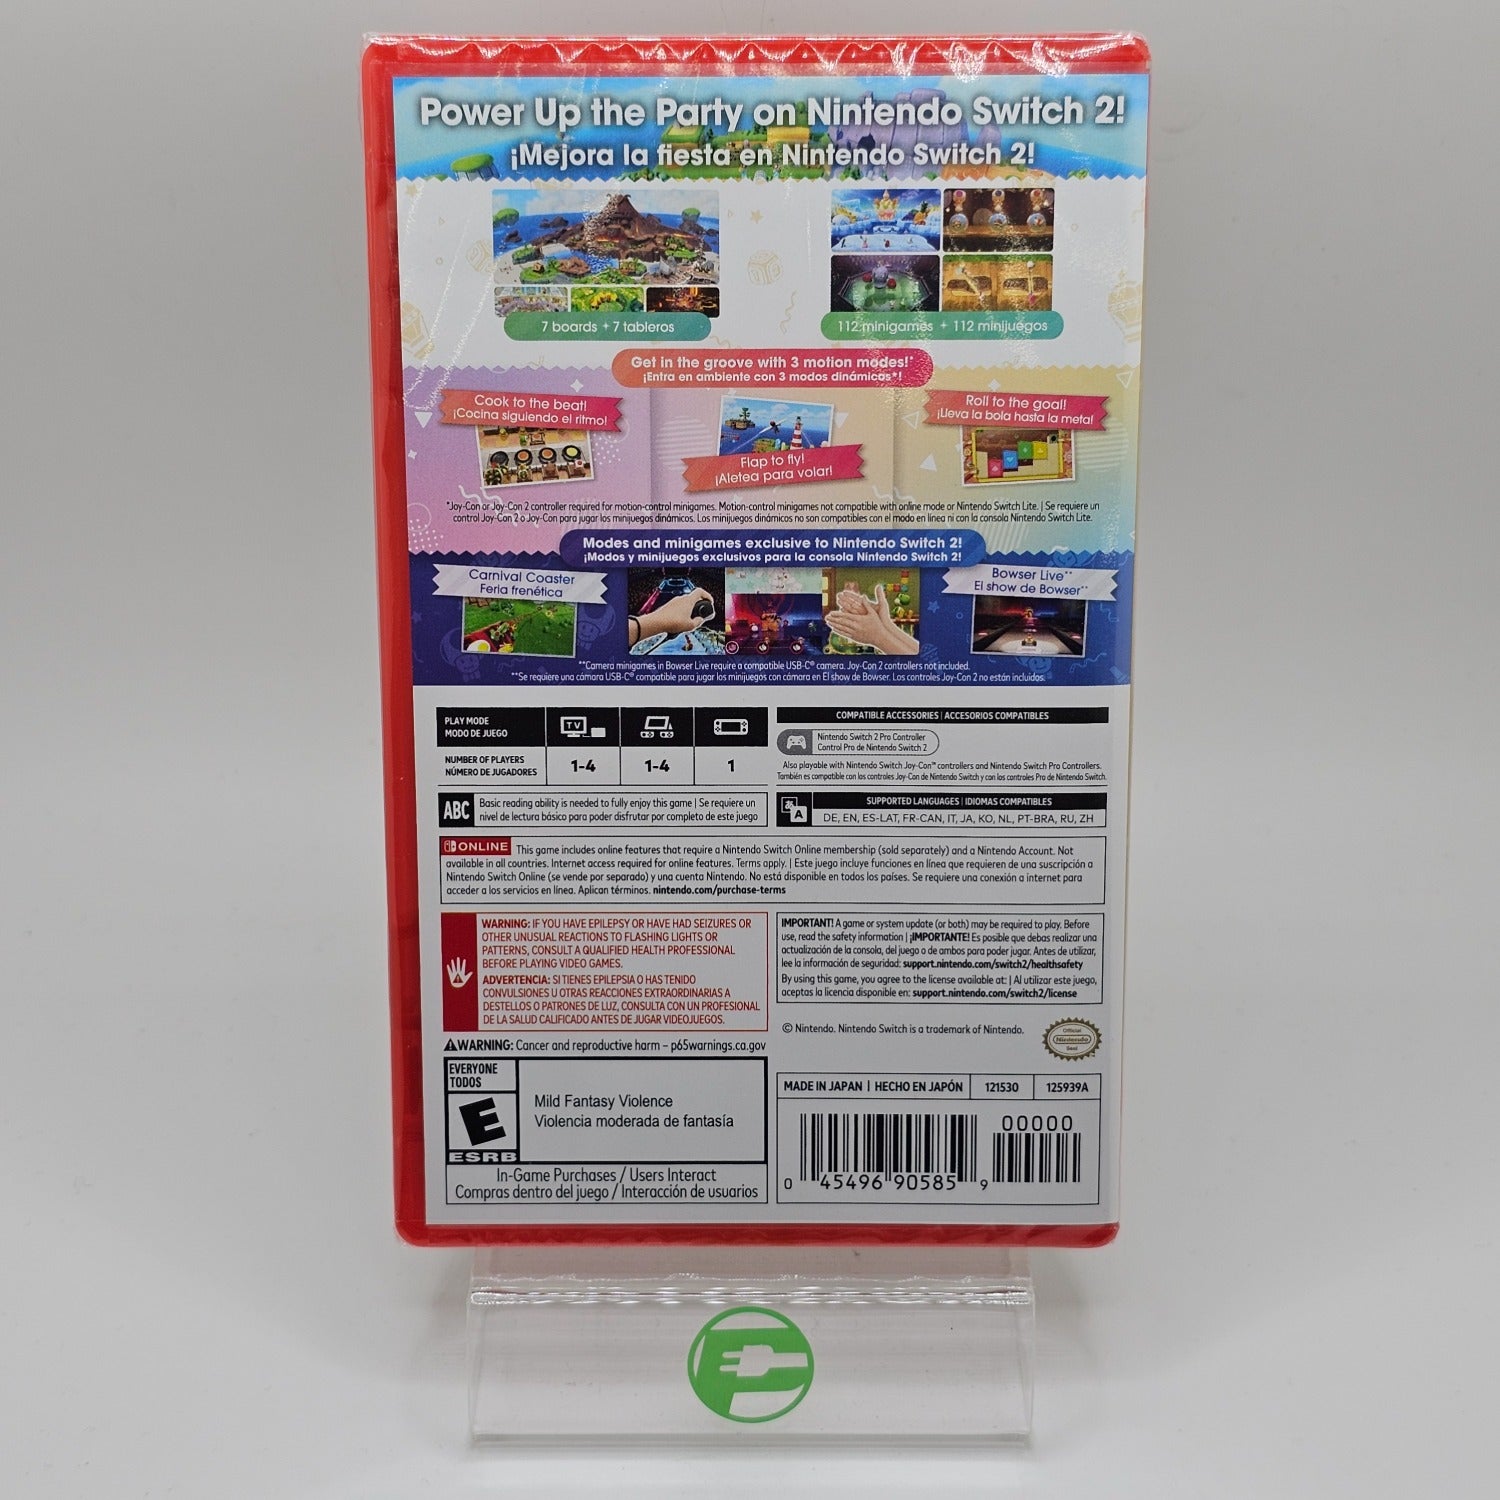 Power Up the Party on Nintendo Switch 2!
¡Mejora la fiesta en Nintendo Switch 2!
7 boards + 7 tableros
112 minigames + 112 minijuegos
Get in the groove with 3 motion modes!*
¡Entra en ambiente con 3 modos dinámicos*!
Cook to the beat!
¡Cocina siguiendo el ritmo!
Flap to fly!
¡Aletea para volar!
Roll to the goal!
¡Lleva la bola hasta la meta!
*Joy-Con or Joy-Con 2 controller required for motion-control minigames. Motion-control minigames not compatible with online mode or Nintendo Switch Lite. | Se requiere un
control Joy-Con 2 o Joy-Con para jugar los minijuegos dinámicos. Los minijuegos dinámicos no son compatibles con el modo en línea ni con la consola Nintendo Switch Lite.
Modes and minigames exclusive to Nintendo Switch 2!
¡Modos y minijuegos exclusivos para la consola Nintendo Switch 2!
Carnival Coaster
Feria frenética
Bowser Live**
El show de Bowser**
**Camera minigames in Bowser Live require a compatible USB-C® camera. Joy-Con 2 controllers not included.
**Se requiere una cámara USB-C® compatible para jugar los minijuegos con cámara en El show de Bowser. Los controles Joy-Con 2 no están incluidos.
PLAY MODE
MODO DE JUEGO
TV
NUMBER OF PLAYERS
NÚMERO DE JUGADORES
1-4
1-4
1
COMPATIBLE ACCESSORIES | ACCESORIOS COMPATIBLES
Nintendo Switch 2 Pro Controller
Control Pro de Nintendo Switch 2
Also playable with Nintendo Switch Joy-Con™ controllers and Nintendo Switch Pro Controllers.
También es compatible con los controles Joy-Con de Nintendo Switch y con los controles Pro de Nintendo Switch.
ABC
Basic reading ability is needed to fully enjoy this game | Se requiere un
nivel de lectura básico para poder disfrutar por completo de este juego
あ A
SUPPORTED LANGUAGES | IDIOMAS COMPATIBLES
DE, EN, ES-LAT, FR-CAN, IT, JA, KO, NL, PT-BRA, RU, ZH
ONLINE This game includes online features that require a Nintendo Switch Online membership (sold separately) and a Nintendo Account. Not
available in all countries. Internet access required for online features. Terms apply. | Este juego incluye funciones en línea que requieren de una suscripción a
Nintendo Switch Online (se vende por separado) y una cuenta Nintendo. No está disponible en todos los países. Se requiere una conexión a internet para
acceder a los servicios en línea. Aplican términos. nintendo.com/purchase-terms
WARNING: IF YOU HAVE EPILEPSY OR HAVE HAD SEIZURES OR
OTHER UNUSUAL REACTIONS TO FLASHING LIGHTS OR
PATTERNS, CONSULT A QUALIFIED HEALTH PROFESSIONAL
BEFORE PLAYING VIDEO GAMES.
ADVERTENCIA: SI TIENES EPILEPSIA O HAS TENIDO
CONVULSIONES U OTRAS REACCIONES EXTRAORDINARIAS A
DESTELLOS O PATRONES DE LUZ, CONSULTA CON UN PROFESIONAL
DE LA SALUD CALIFICADO ANTES DE JUGAR VIDEOJUEGOS.
IMPORTANT! A game or system update (or both) may be required to play. Before
use, read the safety information | ¡IMPORTANTE! Es posible que debas realizar una
actualización de la consola, del juego o de ambos para poder jugar. Antes de utilizar,
lee la información de seguridad: support.nintendo.com/switch2/healthsafety
By using this game, you agree to the license available at: | Al utilizar este juego,
aceptas la licencia disponible en: support.nintendo.com/switch2/license
© Nintendo. Nintendo Switch is a trademark of Nintendo.
Official
Nintendo
Seal
WARNING: Cancer and reproductive harm – p65warnings.ca.gov
EVERYONE
TODOS
E
ESRB
Mild Fantasy Violence
Violencia moderada de fantasía
In-Game Purchases / Users Interact
Compras dentro del juego / Interacción de usuarios
MADE IN JAPAN | HECHO EN JAPÓN
121530
125939A
00000
0 45496 90585 9